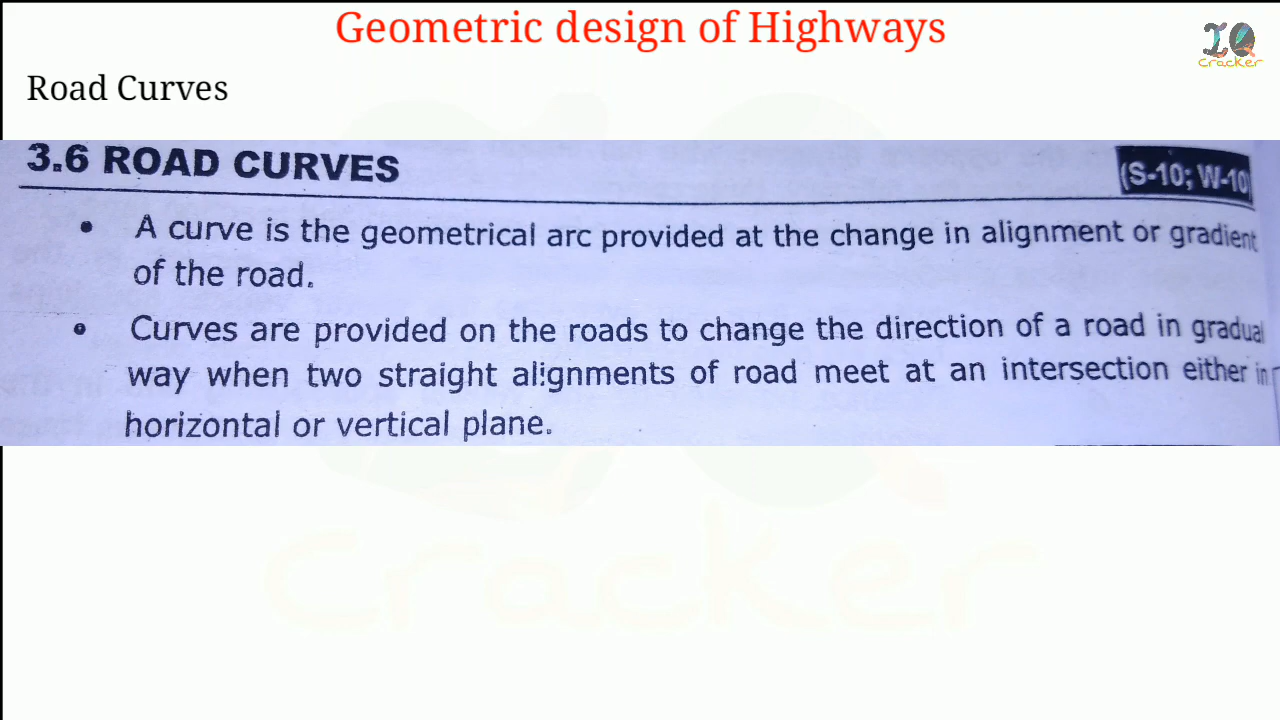 Geometric design of Highways
IQ
cracker
Road Curves
3.6 ROAD CURVES
(S-10; W-10)
• A curve is the geometrical arc provided at the change in alignment or gradient
of the road.
• Curves are provided on the roads to change the direction of a road in gradual
way when two straight alignments of road meet at an intersection either in
horizontal or vertical plane.
cracker